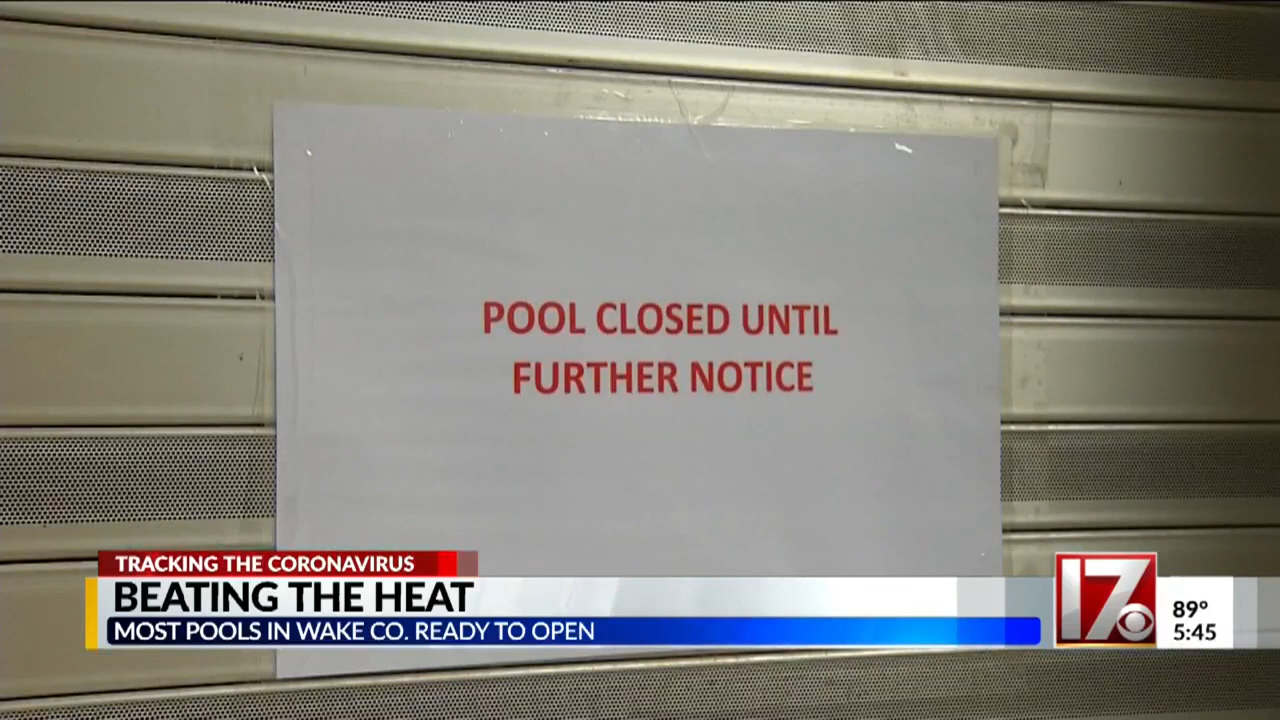 POOL CLOSED UNTIL
FURTHER NOTICE
TRACKING THE CORONAVIRUS
BEATING THE HEAT
MOST POOLS IN WAKE CO. READY TO OPEN
17
89°
5:45